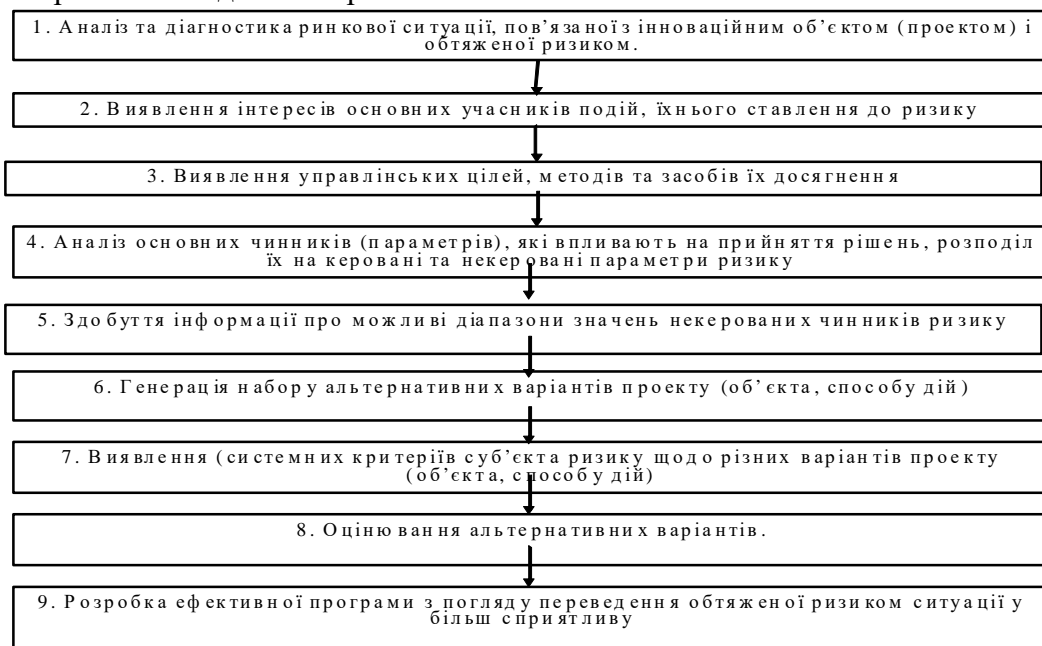 1. Аналіз та діагностика ринкової ситуації, пов’язаної з інноваційним об’єктом (проектом) і
обтяженої ризиком.
2. Виявлення інтересів основних учасників подій, їхнього ставлення до ризику
3. Виявлення управлінських цілей, методів та засобів їх досягнення
4. Аналіз основних чинників (параметрів), які впливають на прийняття рішень, розподіл
їх на керовані та некеровані параметри ризику
5. Здобуття інформації про можливі діапазони значень некерованих чинників ризику
6. Генерація набору альтернативних варіантів проекту (об’єкта, способу дій)
7. Виявлення (системних критеріїв суб’єкта ризику щодо різних варіантів проекту
(об’єкта, способу дій)
8. Оцінювання альтернативних варіантів.
9. Розробка ефективної програми з погляду переведення обтяженої ризиком ситуації у
більш сприятливу